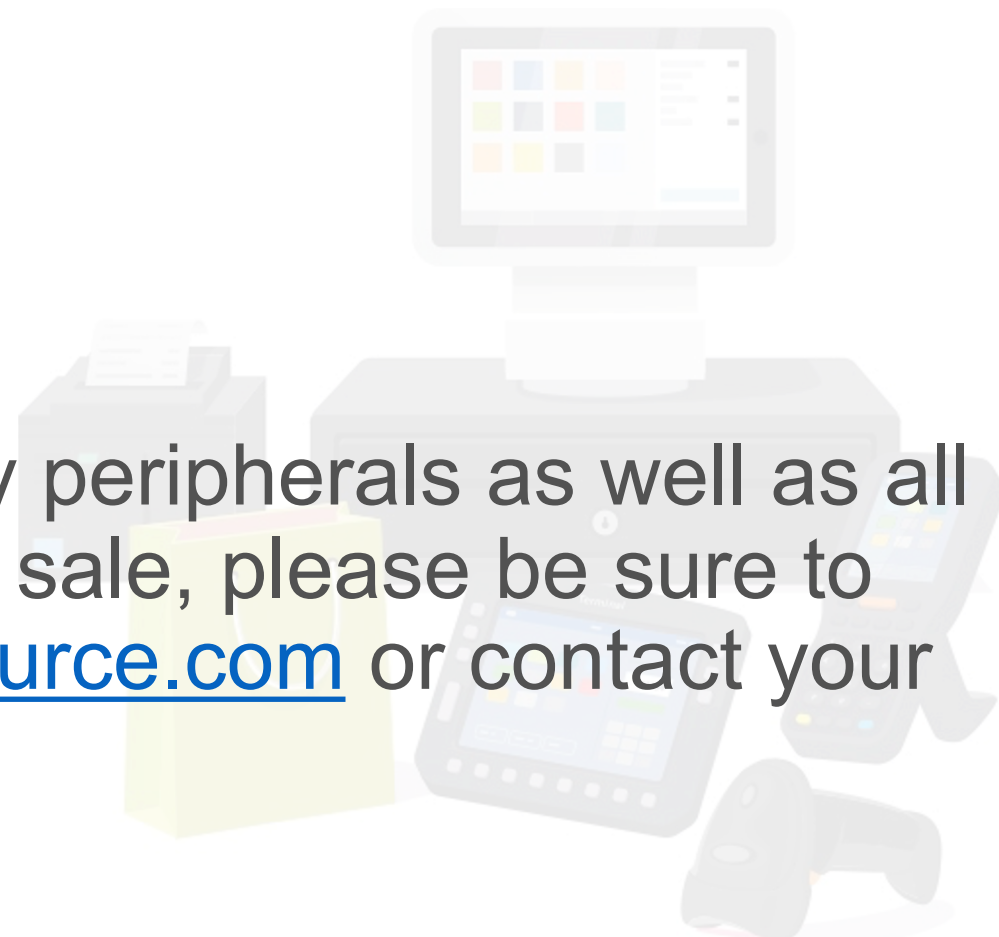 y peripherals as well as all
sale, please be sure to
urce.com or contact your